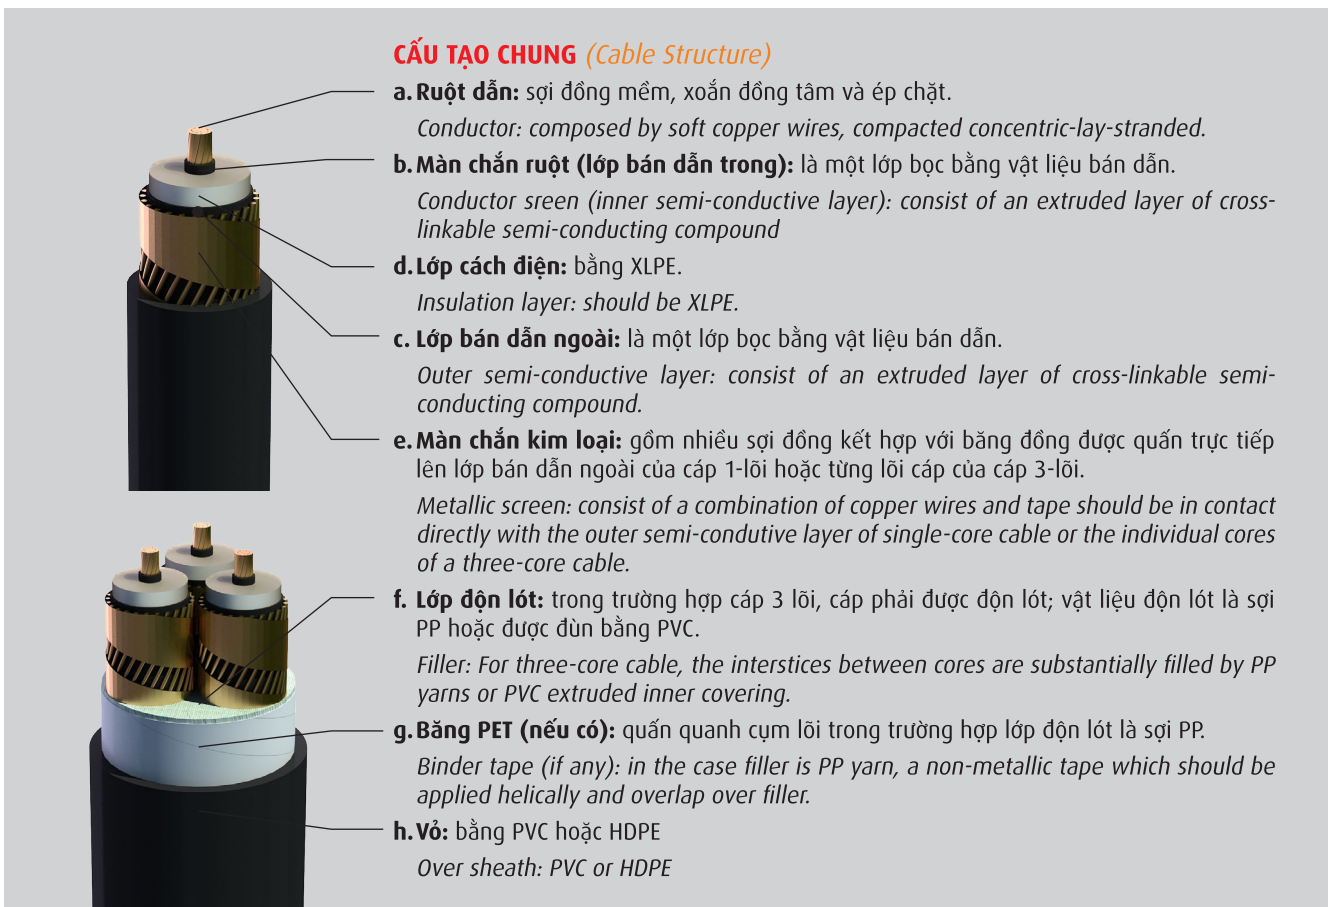 CẤU TẠO CHUNG (Cable Structure)
a. Ruột dẫn: sợi đồng mềm, xoắn đồng tâm và ép chặt.
Conductor: composed by soft copper wires, compacted concentric-lay-stranded.
b. Màn chắn ruột (lớp bán dẫn trong): là một lớp bọc bằng vật liệu bán dẫn.
Conductor sreen (inner semi-conductive layer): consist of an extruded layer of cross-
linkable semi-conducting compound
d. Lớp cách điện: bằng XLPE.
Insulation layer: should be XLPE.
c. Lớp bán dẫn ngoài: là một lớp bọc bằng vật liệu bán dẫn.
Outer semi-conductive layer: consist of an extruded layer of cross-linkable semi-
conducting compound.
e. Màn chắn kim loại: gồm nhiều sợi đồng kết hợp với băng đồng được quấn trực tiếp
lên lớp bán dẫn ngoài của cáp 1-lõi hoặc từng lõi cáp của cáp 3-lõi.
Metallic screen: consist of a combination of copper wires and tape should be in contact
directly with the outer semi-condutive layer of single-core cable or the individual cores
of a three-core cable.
f. Lớp độn lót: trong trường hợp cáp 3 lõi, cáp phải được độn lót; vật liệu độn lót là sợi
PP hoặc được đùn bằng PVC.
Filler: For three-core cable, the interstices between cores are substantially filled by PP
yarns or PVC extruded inner covering.
g. Băng PET (nếu có): quấn quanh cụm lõi trong trường hợp lớp độn lót là sợi PP.
Binder tape (if any): in the case filler is PP yarn, a non-metallic tape which should be
applied helically and overlap over filler.
h. Vỏ: bằng PVC hoặc HDPE
Over sheath: PVC or HDPE